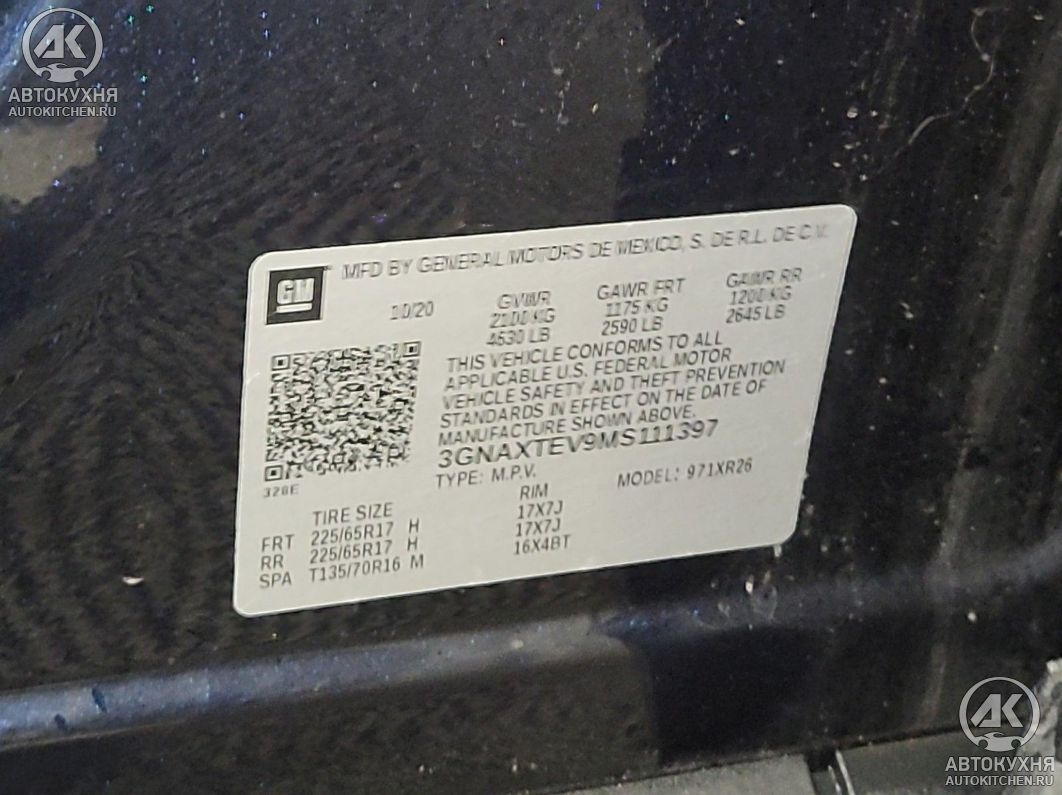 AK
АВТОКУХНЯ
AUTOKITCHEN.RU
GM
MFD BY GENERAL MOTORS DE MEXICO, S. DE R.L. DE C.V.
10/20 GVWR GAWR FRT GAWR RR
2100 KG 1175 KG 1200 KG
4630 LB 2590 LB 2645 LB
THIS VEHICLE CONFORMS TO ALL
APPLICABLE U.S. FEDERAL MOTOR
VEHICLE SAFETY AND THEFT PREVENTION
STANDARDS IN EFFECT ON THE DATE OF
MANUFACTURE SHOWN ABOVE.
3GNAXTEV9MS111397
TYPE: M.P.V. MODEL: 971XR26
328E
TIRE SIZE RIM
FRT 225/65R17 H 17X7J
RR 225/65R17 H 17X7J
SPA T135/70R16 M 16X4BT
AK
АВТОКУХНЯ
AUTOKITCHEN.RU